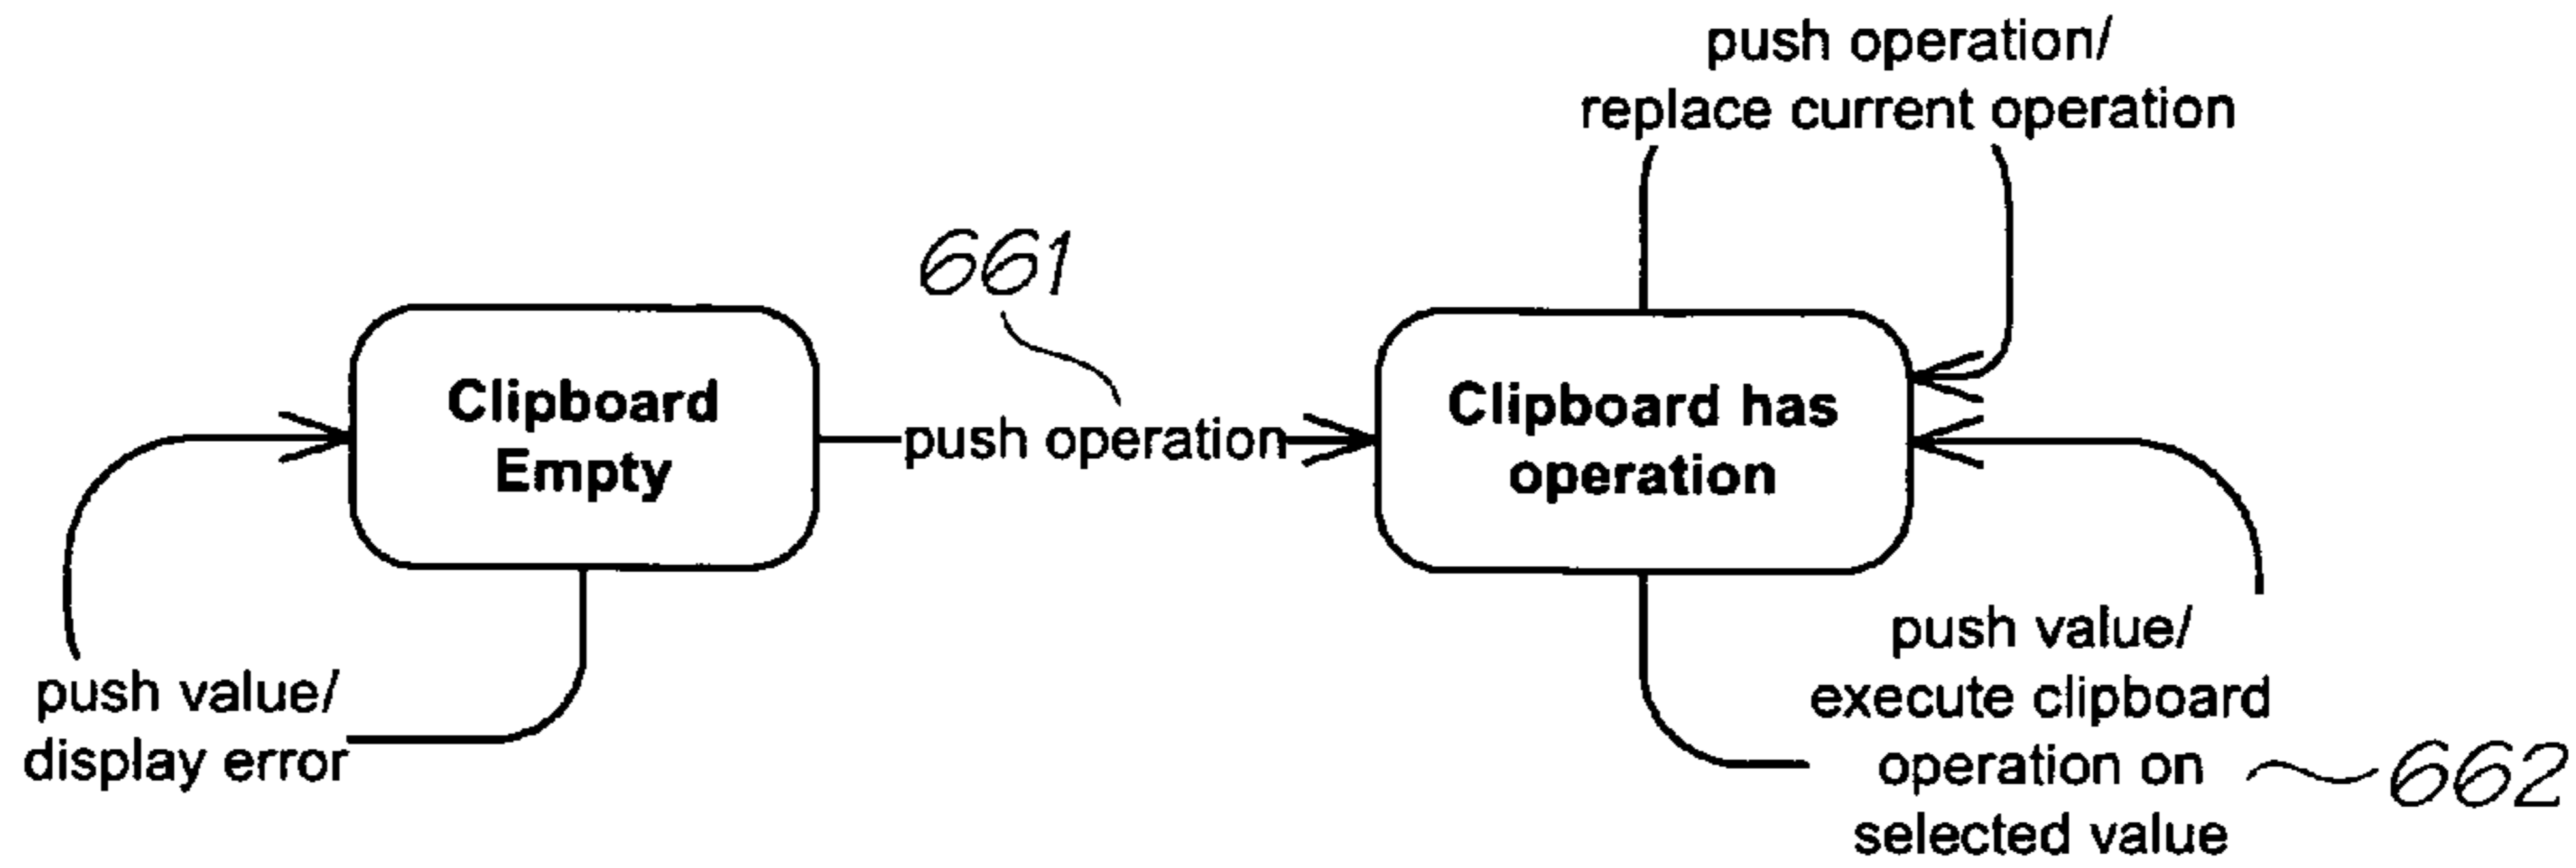 push operation/
replace current operation
661
Clipboard
Empty
push operation
Clipboard has
operation
push value/
display error
push value/
execute clipboard
operation on
selected value
662